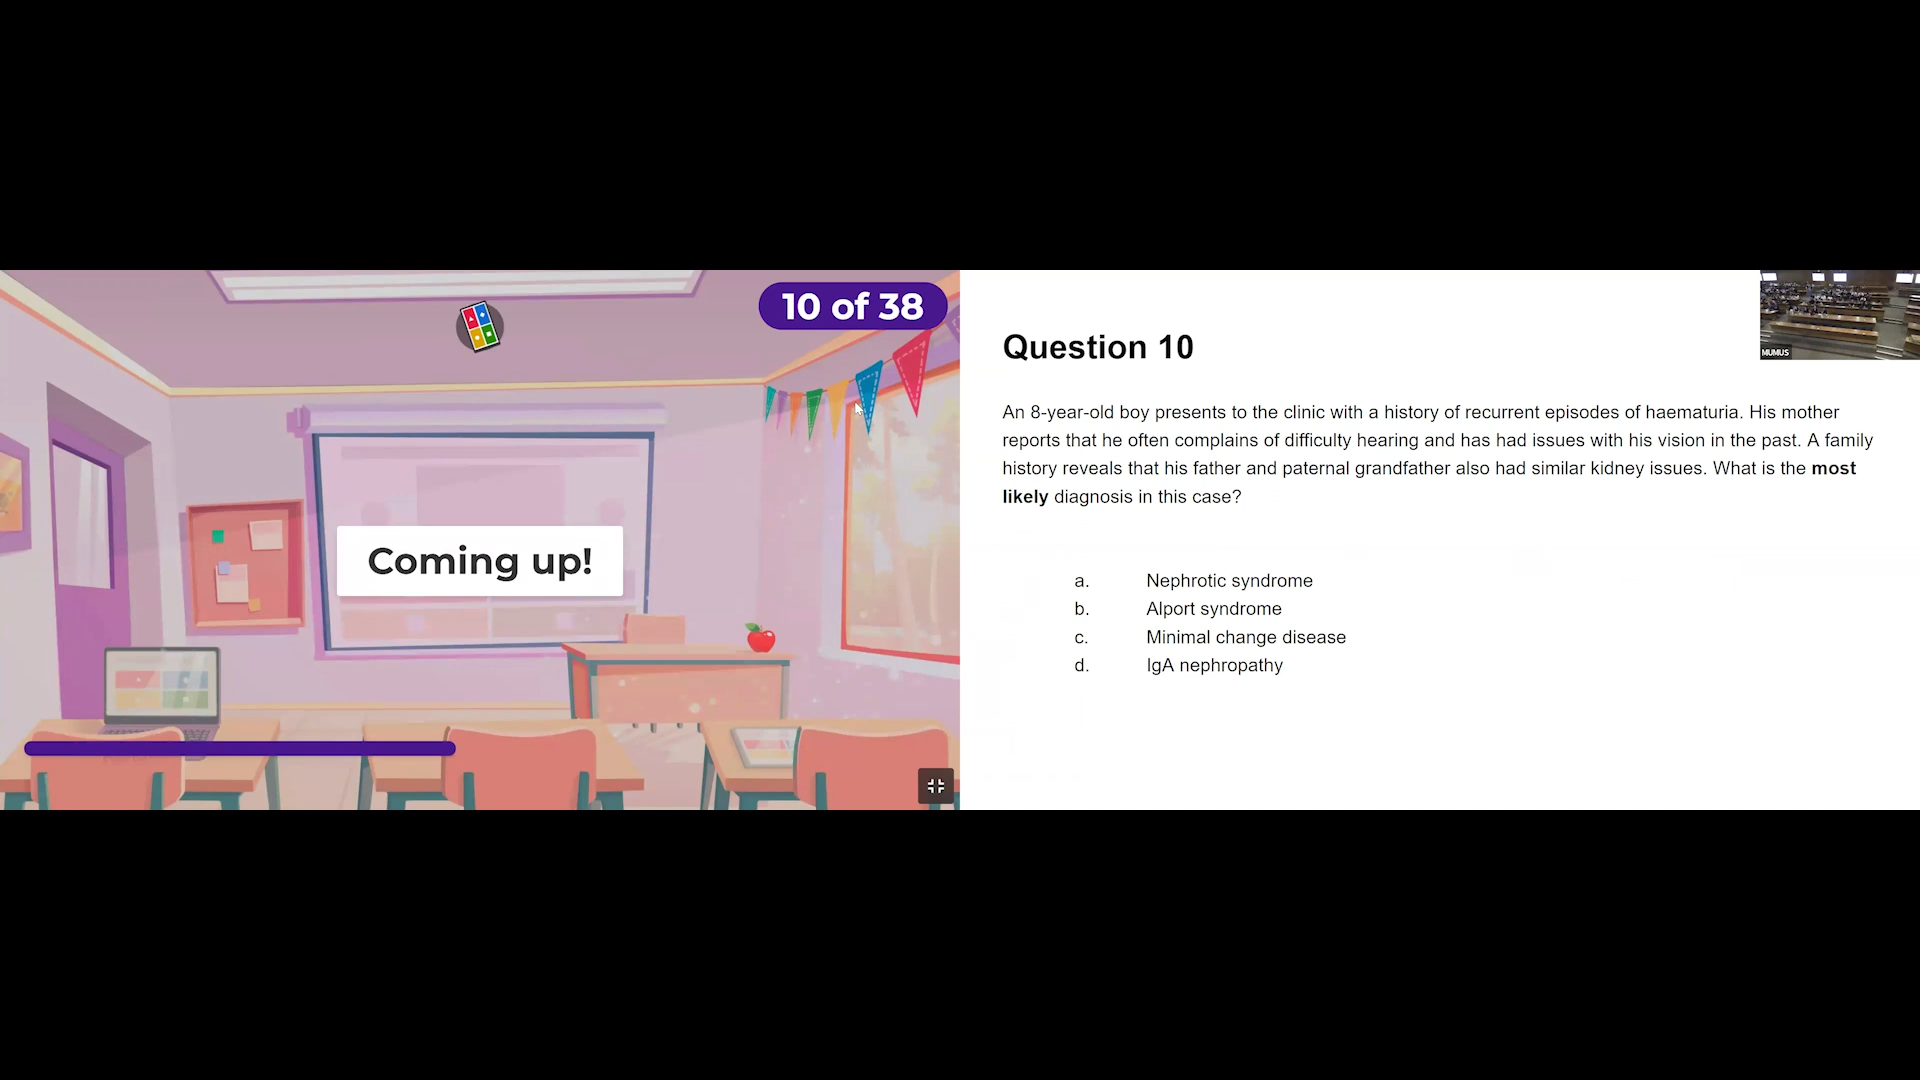 10 of 38
Coming up!
Question 10
MUMUS
An 8-year-old boy presents to the clinic with a history of recurrent episodes of haematuria. His mother
reports that he often complains of difficulty hearing and has had issues with his vision in the past. A family
history reveals that his father and paternal grandfather also had similar kidney issues. What is the most
likely diagnosis in this case?
a. Nephrotic syndrome
b. Alport syndrome
c. Minimal change disease
d. IgA nephropathy